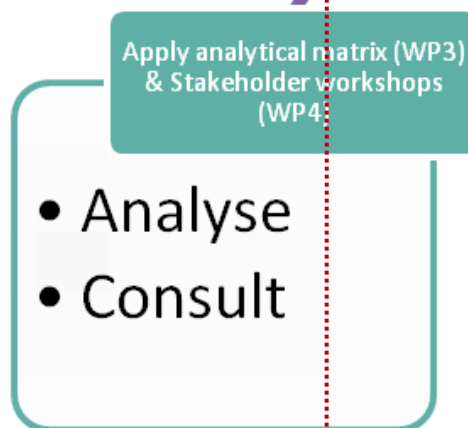 Apply analytical matrix (WP3)
& Stakeholder workshops
(WP4)
• Analyse
• Consult